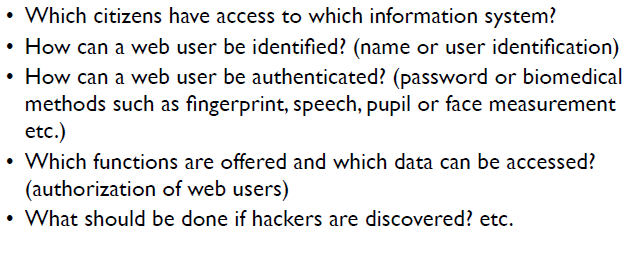 • Which citizens have access to which information system?
• How can a web user be identified? (name or user identification)
• How can a web user be authenticated? (password or biomedical
methods such as fingerprint, speech, pupil or face measurement
etc.)
• Which functions are offered and which data can be accessed?
(authorization of web users)
• What should be done if hackers are discovered? etc.